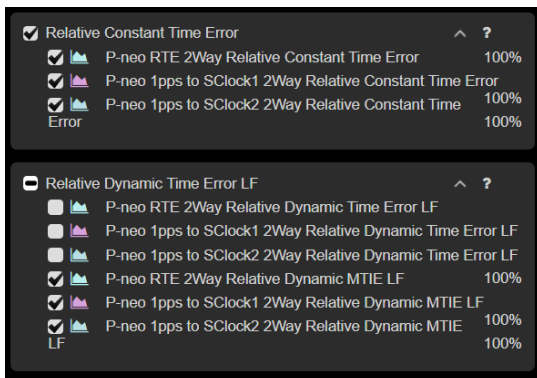 Relative Constant Time Error ?
P-neo RTE 2Way Relative Constant Time Error 100%
P-neo 1pps to SClock1 2Way Relative Constant Time Error
P-neo 1pps to SClock2 2Way Relative Constant Time 100%
Error 100%
Relative Dynamic Time Error LF ?
P-neo RTE 2Way Relative Dynamic Time Error LF
P-neo 1pps to SClock1 2Way Relative Dynamic Time Error LF
P-neo 1pps to SClock2 2Way Relative Dynamic Time Error LF
P-neo RTE 2Way Relative Dynamic MTIE LF 100%
P-neo 1pps to SClock1 2Way Relative Dynamic MTIE LF
P-neo 1pps to SClock2 2Way Relative Dynamic MTIE 100%
LF 100%